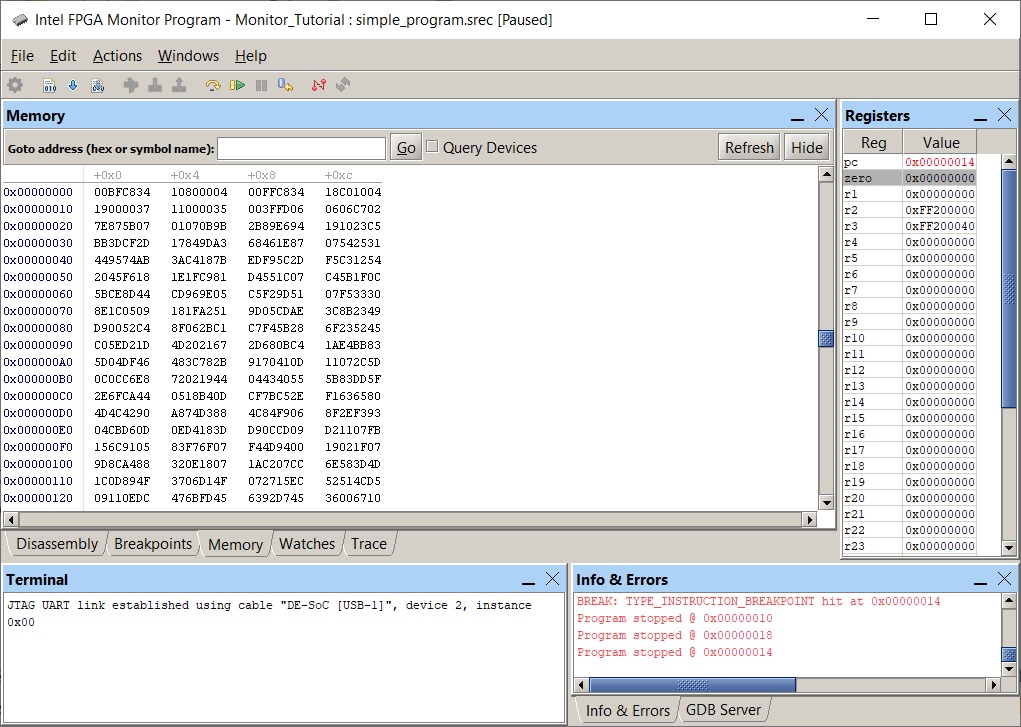 Intel FPGA Monitor Program - Monitor_Tutorial : simple_program.srec [Paused]
File Edit Actions Windows Help
Memory
Goto address (hex or symbol name): Go Query Devices Refresh Hide
+0x0 +0x4 +0x8 +0xc
0x00000000 00BFC834 10800004 00FFC834 18C01004
0x00000010 19000037 11000035 003FFD06 0606C702
0x00000020 7E875B07 01070B9B 2B89E694 191023C5
0x00000030 BB3DCF2D 17849DA3 68461E87 07542531
0x00000040 449574AB 3AC4187B EDF95C2D F5C31254
0x00000050 2045F618 1E1FC981 D4551C07 C45B1F0C
0x00000060 5BCE8D44 CD969E05 C5F29D51 07F53330
0x00000070 8E1C0509 181FA251 9D05CDAE 3C8B2349
0x00000080 D90052C4 8F062BC1 C7F45B28 6F235245
0x00000090 C05ED21D 4D202167 2D680BC4 1AE4BB83
0x000000A0 5D04DF46 483C782B 9170410D 11072C5D
0x000000B0 0C0CC6E8 72021944 04434055 5B83DD5F
0x000000C0 2E6FCA44 0518B40D CF7BC52E F1636580
0x000000D0 4D4C4290 A874D388 4C84F906 8F2EF393
0x000000E0 04CBD60D 0ED4183D D90CCD09 D21107FB
0x000000F0 156C9105 83F76F07 F44D9400 19021F07
0x00000100 9D8CA488 320E1807 1AC207CC 6E583D4D
0x00000110 1C0D894F 3706D14F 072715EC 52514CD5
0x00000120 09110EDC 476BFD45 6392D745 36006710
Disassembly Breakpoints Memory Watches Trace
Registers
Reg Value
pc 0x00000014
zero 0x00000000
r1 0x00000000
r2 0xFF200000
r3 0xFF200040
r4 0x00000000
r5 0x00000000
r6 0x00000000
r7 0x00000000
r8 0x00000000
r9 0x00000000
r10 0x00000000
r11 0x00000000
r12 0x00000000
r13 0x00000000
r14 0x00000000
r15 0x00000000
r16 0x00000000
r17 0x00000000
r18 0x00000000
r19 0x00000000
r20 0x00000000
r21 0x00000000
r22 0x00000000
r23 0x00000000
Terminal
JTAG UART link established using cable "DE-SoC [USB-1]", device 2, instance
0x00
Info & Errors
BREAK: TYPE_INSTRUCTION_BREAKPOINT hit at 0x00000014
Program stopped @ 0x00000010
Program stopped @ 0x00000018
Program stopped @ 0x00000014
Info & Errors GDB Server